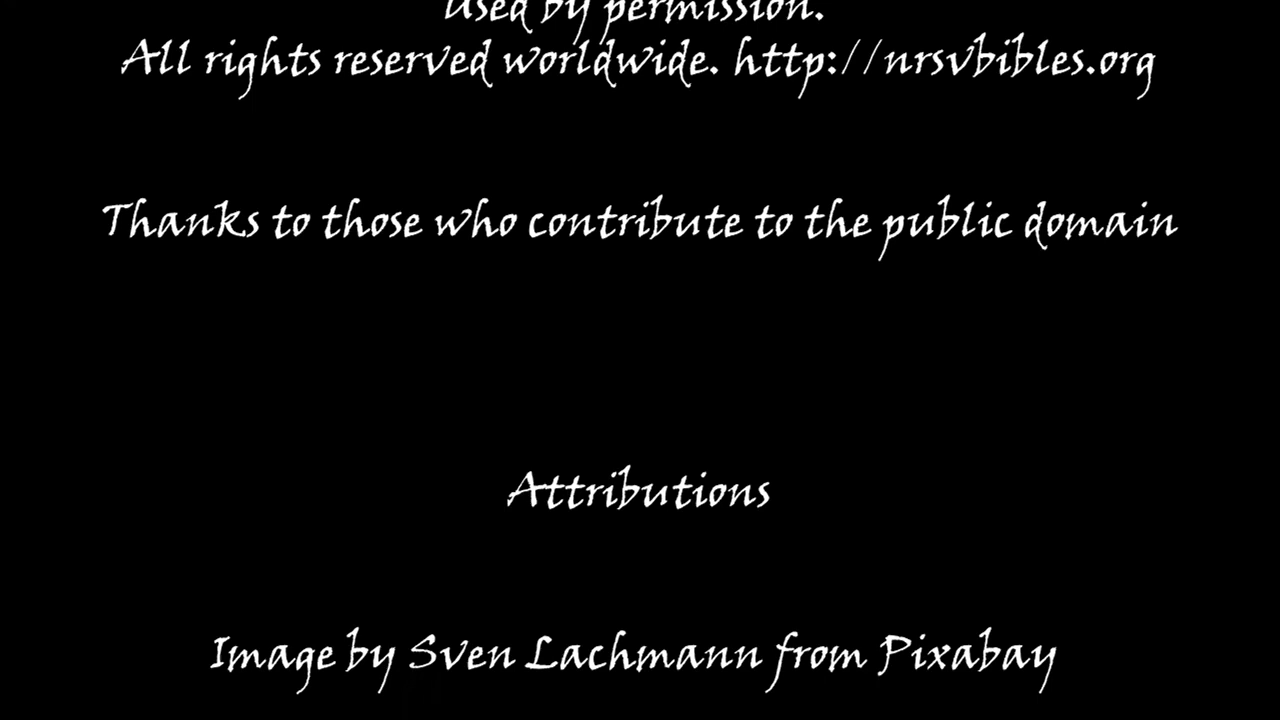 Used by permission.
All rights reserved worldwide. http://nrsvbibles.org
Thanks to those who contribute to the public domain
Attributions
Image by Sven Lachmann from Pixabay